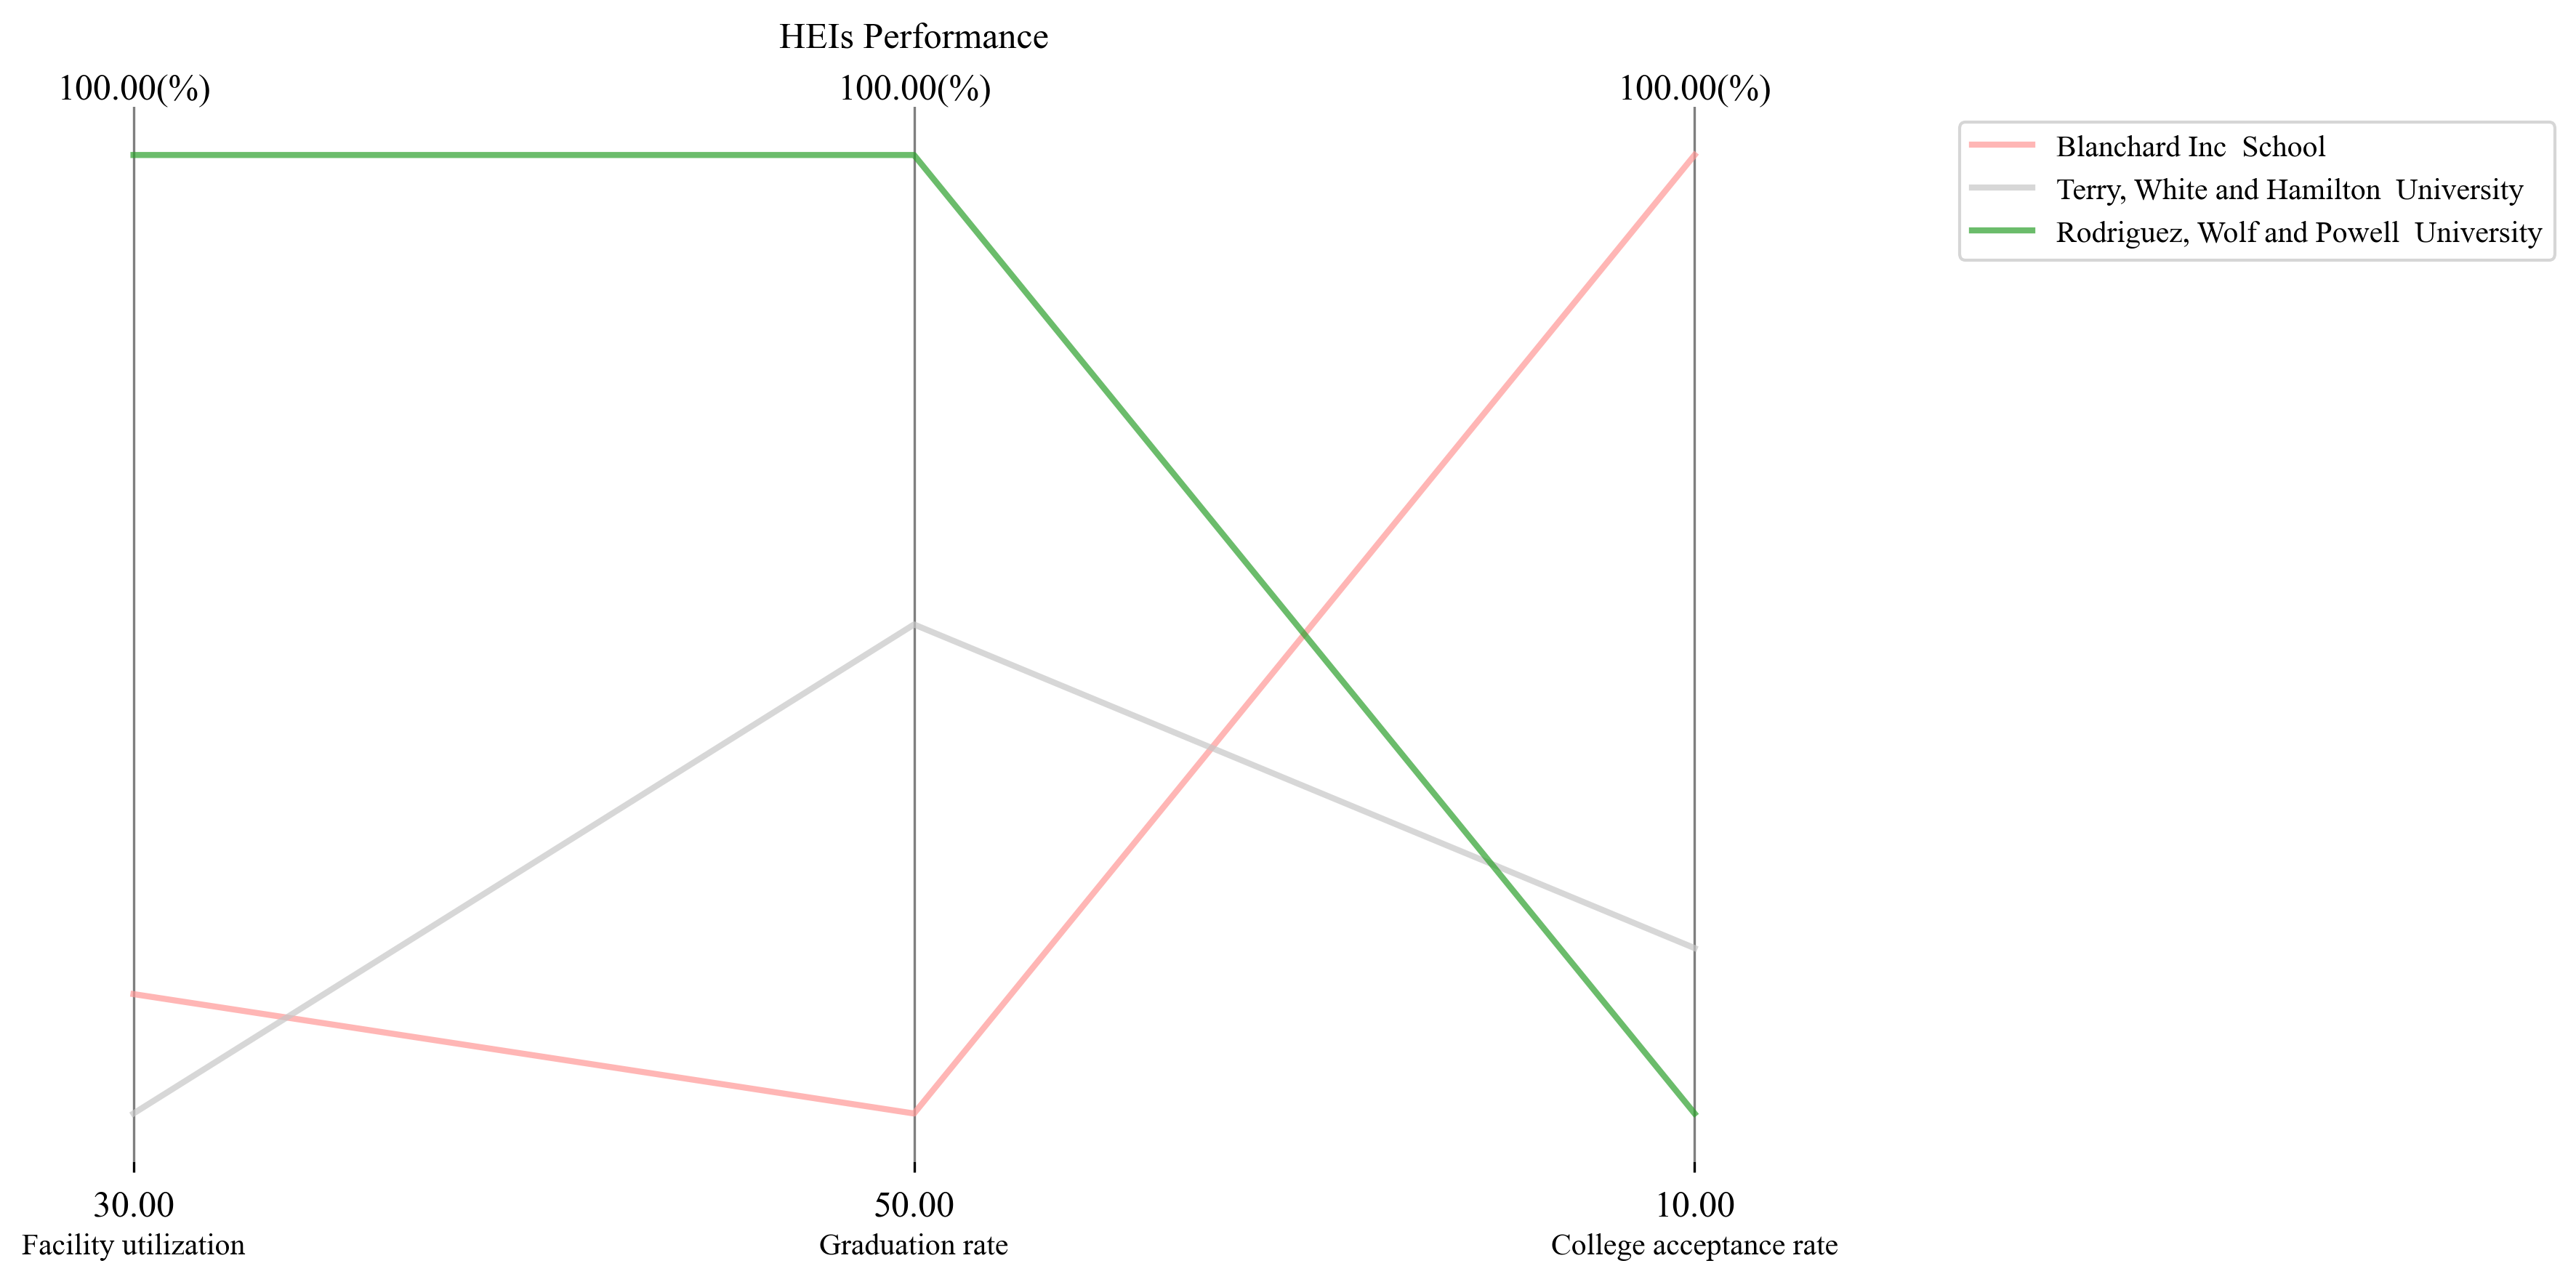 HEIs Performance
100.00(%)
100.00(%)
100.00(%)
Blanchard Inc  School
Terry, White and Hamilton  University
Rodriguez, Wolf and Powell  University
30.00
50.00
10.00
Facility utilization
Graduation rate
College acceptance rate